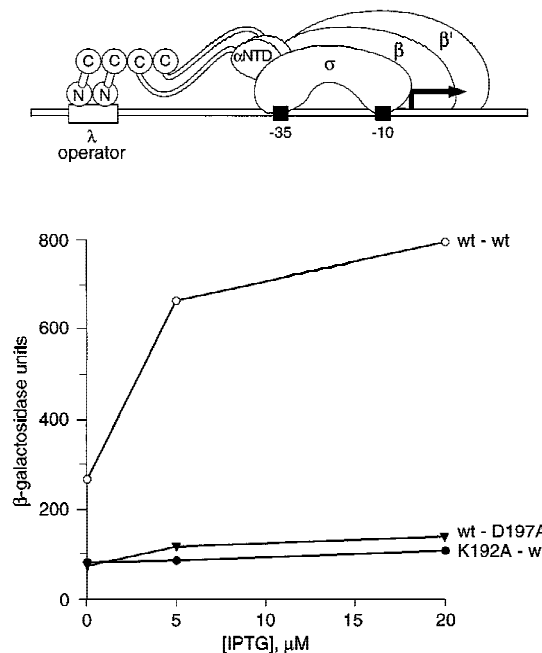 C C C C
αNTD
σ
β
β'
N N
-35
-10
λ
operator
800
600
400
200
0
β-galactosidase units
wt - wt
wt - D197A
K192A - w
0 5 10 15 20
[IPTG], μM